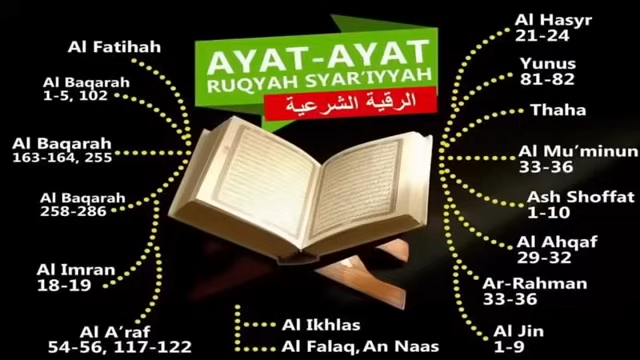 AYAT-AYAT
RUQYAH SYAR'IYYAH
الرقية الشرعية
Al Fatihah
Al Baqarah
1-5, 102
Al Baqarah
163-164, 255
Al Baqarah
258-286
Al Imran
18-19
Al A'raf
54-56, 117-122
Al Ikhlas
Al Falaq, An Naas
Al Hasyr
21-24
Yunus
81-82
Thaha
Al Mu'minun
33-36
Ash Shoffat
1-10
Al Ahqaf
29-32
Ar-Rahman
33-36
Al Jin
1-9